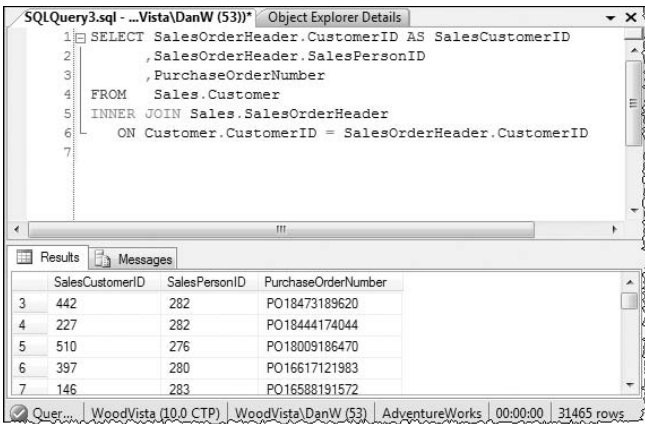 SQLQuery3.sql - ...Vista\DanW (53))* Object Explorer Details
1 SELECT SalesOrderHeader.CustomerID AS SalesCustomerID
2 ,SalesOrderHeader.SalesPersonID
3 ,PurchaseOrderNumber
4 FROM Sales.Customer
5 INNER JOIN Sales.SalesOrderHeader
6 ON Customer.CustomerID = SalesOrderHeader.CustomerID
7
Results Messages
SalesCustomerID SalesPersonID PurchaseOrderNumber
3 442 282 PO18473189620
4 227 282 PO18444174044
5 510 276 PO18009186470
6 397 280 PO16617121983
7 146 283 PO16588191572
Quer... WoodVista (10.0 CTP) WoodVista\DanW (53) AdventureWorks 00:00:00 31465 rows